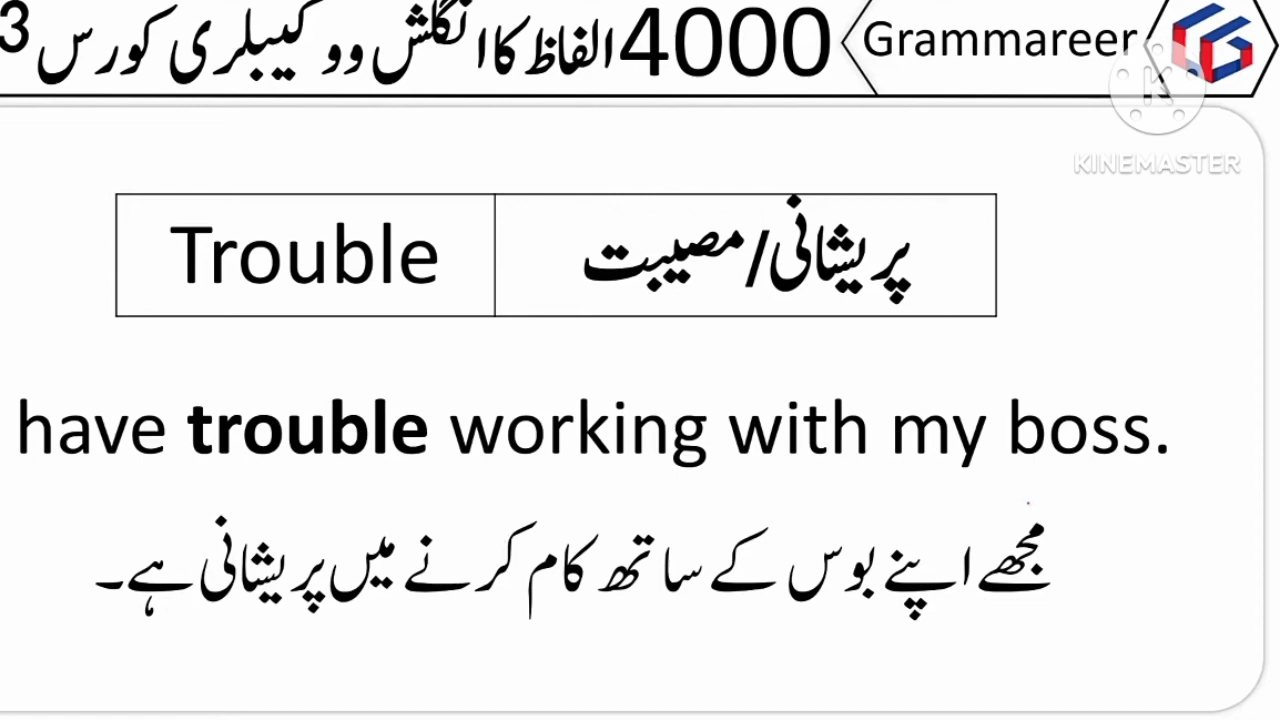 4000 الفاظ کا انگلش ووکیبلری کورس 3
Grammareer
KINEMASTER
Trouble
پریشانی/مصیبت
have trouble working with my boss.
مجھے اپنے بوس کے ساتھ کام کرنے میں پریشانی ہے۔